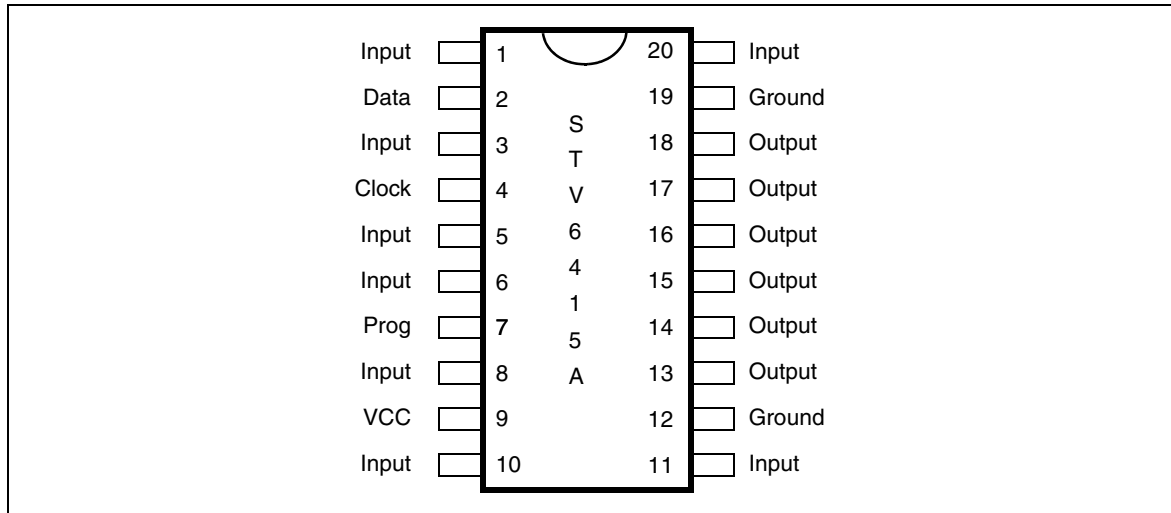 Input 1 20 Input
Data 2 19 Ground
Input 3 18 Output
Clock 4 17 Output
Input 5 16 Output
Input 6 15 Output
Prog 7 14 Output
Input 8 13 Output
VCC 9 12 Ground
Input 10 11 Input
S
T
V
6
4
1
5
A